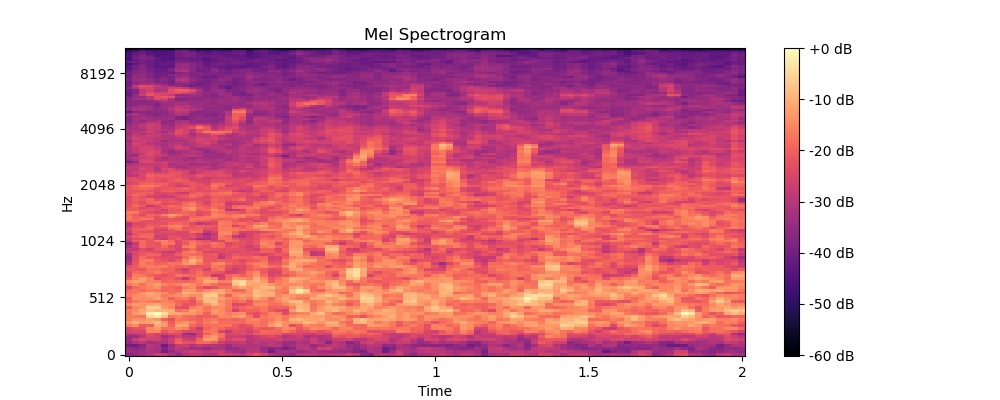 Mel Spectrogram
Hz
8192
4096
2048
1024
512
0
0 0.5 1 1.5 2
Time
+0 dB
-10 dB
-20 dB
-30 dB
-40 dB
-50 dB
-60 dB